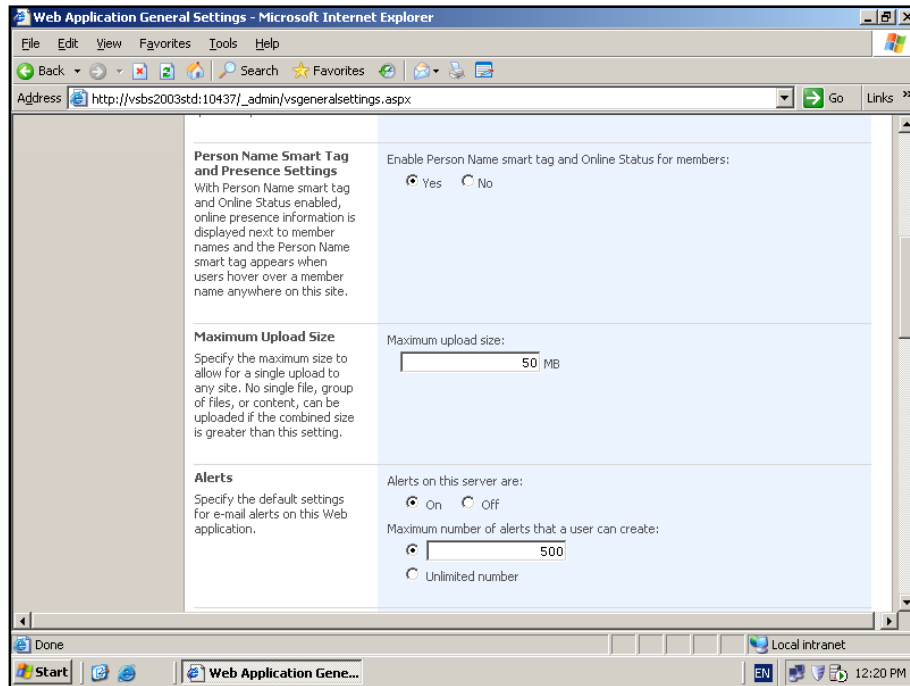 Web Application General Settings - Microsoft Internet Explorer
File Edit View Favorites Tools Help
Back Search Favorites
Address http://vsbs2003std:10437/_admin/vsgeneralsettings.aspx Go Links »
Person Name Smart Tag
and Presence Settings
With Person Name smart tag
and Online Status enabled,
online presence information is
displayed next to member
names and the Person Name
smart tag appears when
users hover over a member
name anywhere on this site.
Enable Person Name smart tag and Online Status for members:
Yes No
Maximum Upload Size
Specify the maximum size to
allow for a single upload to
any site. No single file, group
of files, or content, can be
uploaded if the combined size
is greater than this setting.
Maximum upload size:
50 MB
Alerts
Specify the default settings
for e-mail alerts on this Web
application.
Alerts on this server are:
On Off
Maximum number of alerts that a user can create:
500
Unlimited number
Done Local intranet
Start Web Application Gene... EN 12:20 PM